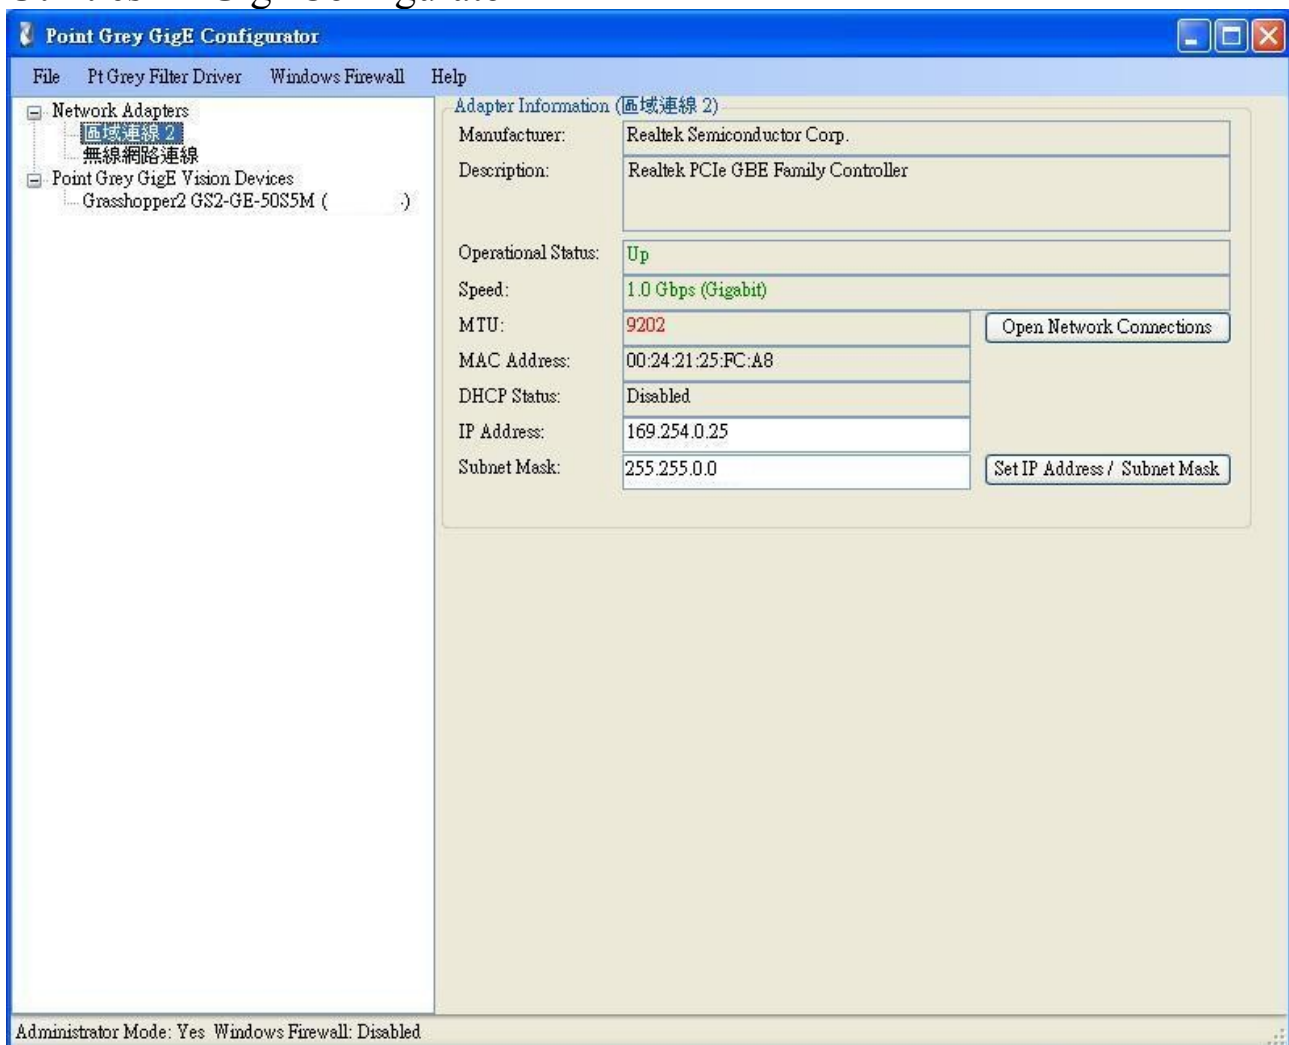 Point Grey GigE Configurator
File Pt Grey Filter Driver Windows Firewall Help
Network Adapters
區域連線 2
無線網路連線
Point Grey GigE Vision Devices
Grasshopper2 GS2-GE-50S5M ( )
Adapter Information (區域連線 2)
Manufacturer: Realtek Semiconductor Corp.
Description: Realtek PCIe GBE Family Controller
Operational Status: Up
Speed: 1.0 Gbps (Gigabit)
MTU: 9202 Open Network Connections
MAC Address: 00:24:21:25:FC:A8
DHCP Status: Disabled
IP Address: 169.254.0.25
Subnet Mask: 255.255.0.0 Set IP Address / Subnet Mask
Administrator Mode: Yes Windows Firewall: Disabled